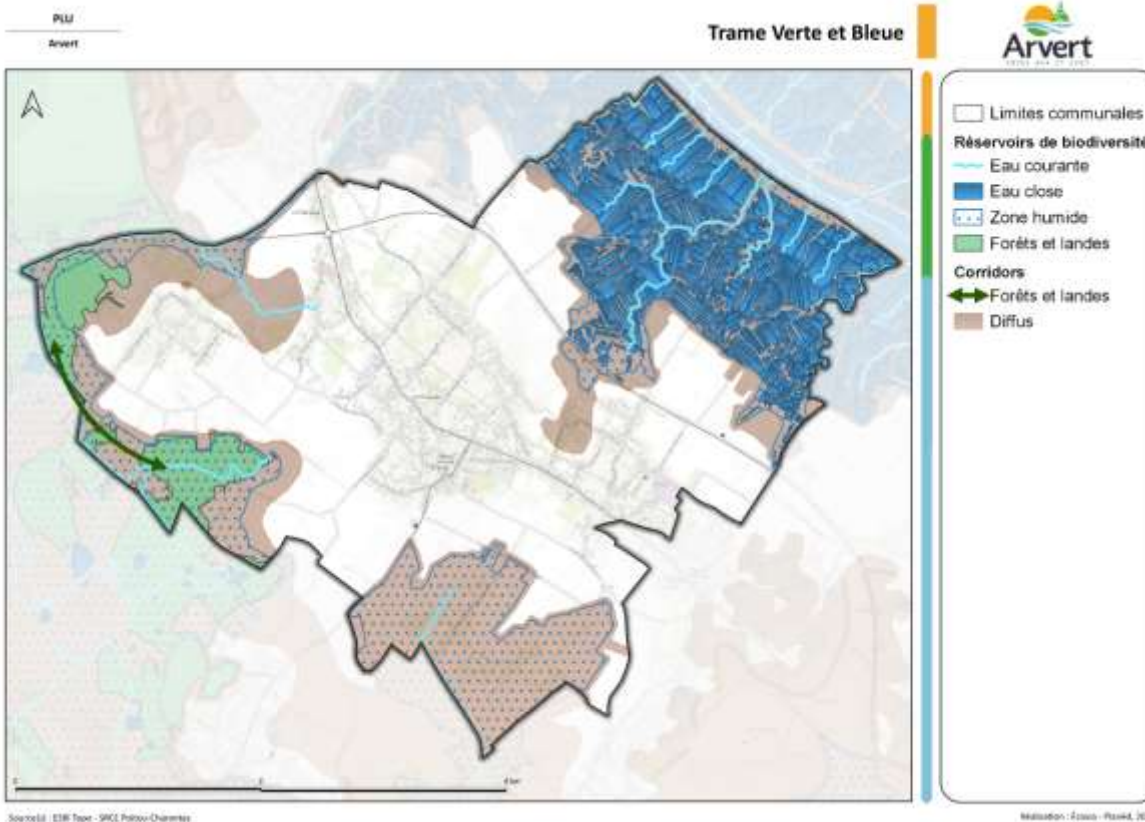 PLU
Arvert
Trame Verte et Bleue
Arvert
Limites communales
Réservoirs de biodiversité
Eau courante
Eau close
Zone humide
Forêts et landes
Corridors
Forêts et landes
Diffus